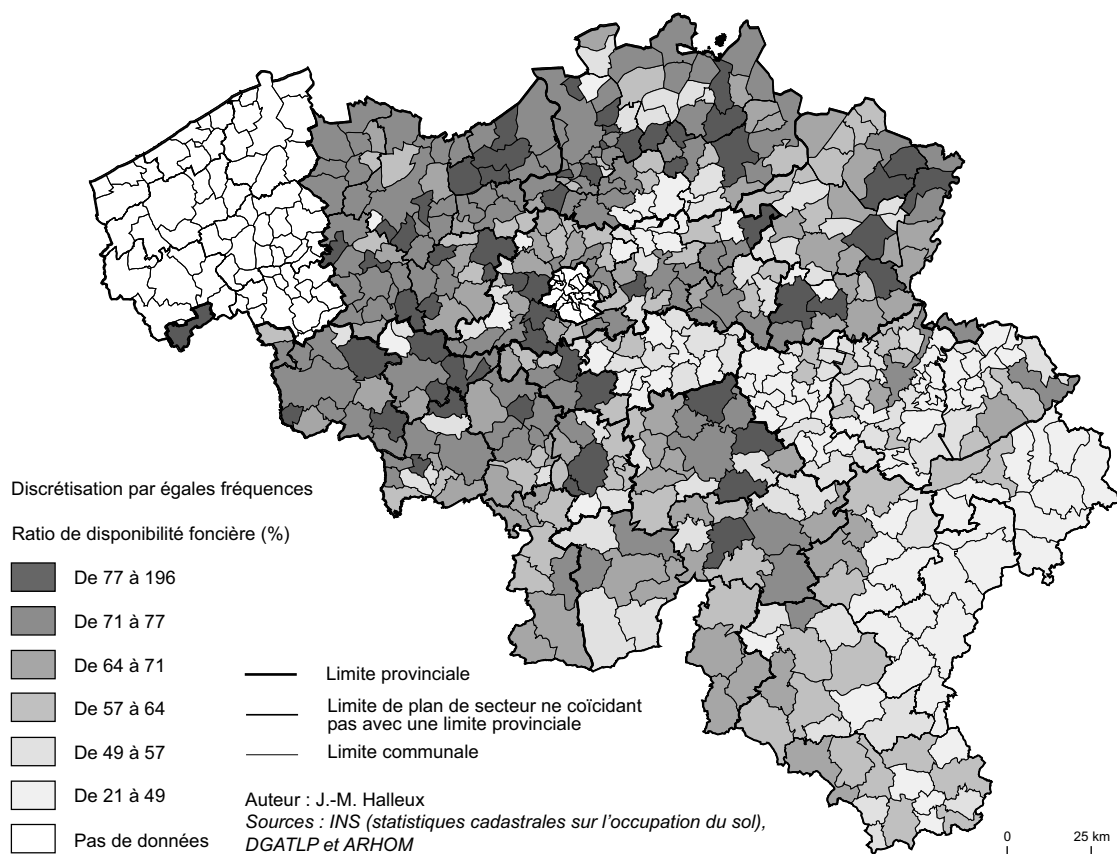 Discrétisation par égales fréquences
Ratio de disponibilité foncière (%)
De 77 à 196
De 71 à 77
De 64 à 71
De 57 à 64
De 49 à 57
De 21 à 49
Pas de données
Limite provinciale
Limite de plan de secteur ne coïcidant
pas avec une limite provinciale
Limite communale
Auteur : J.-M. Halleux
Sources : INS (statistiques cadastrales sur l’occupation du sol),
DGATLP et ARHOM
0 25 km